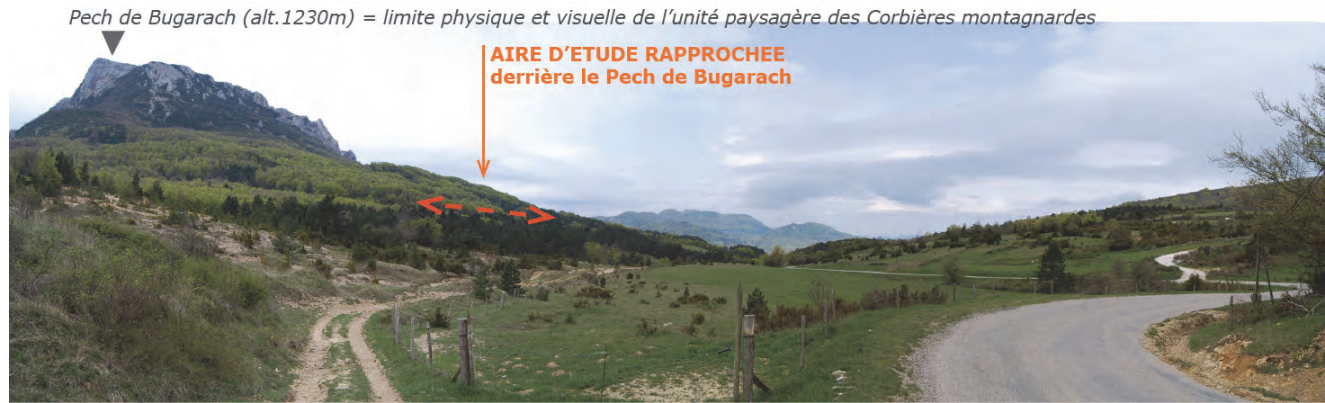 Pech de Bugarach (alt.1230m) = limite physique et visuelle de l'unité paysagère des Corbières montagnardes
AIRE D'ETUDE RAPPROCHEE
derrière le Pech de Bugarach